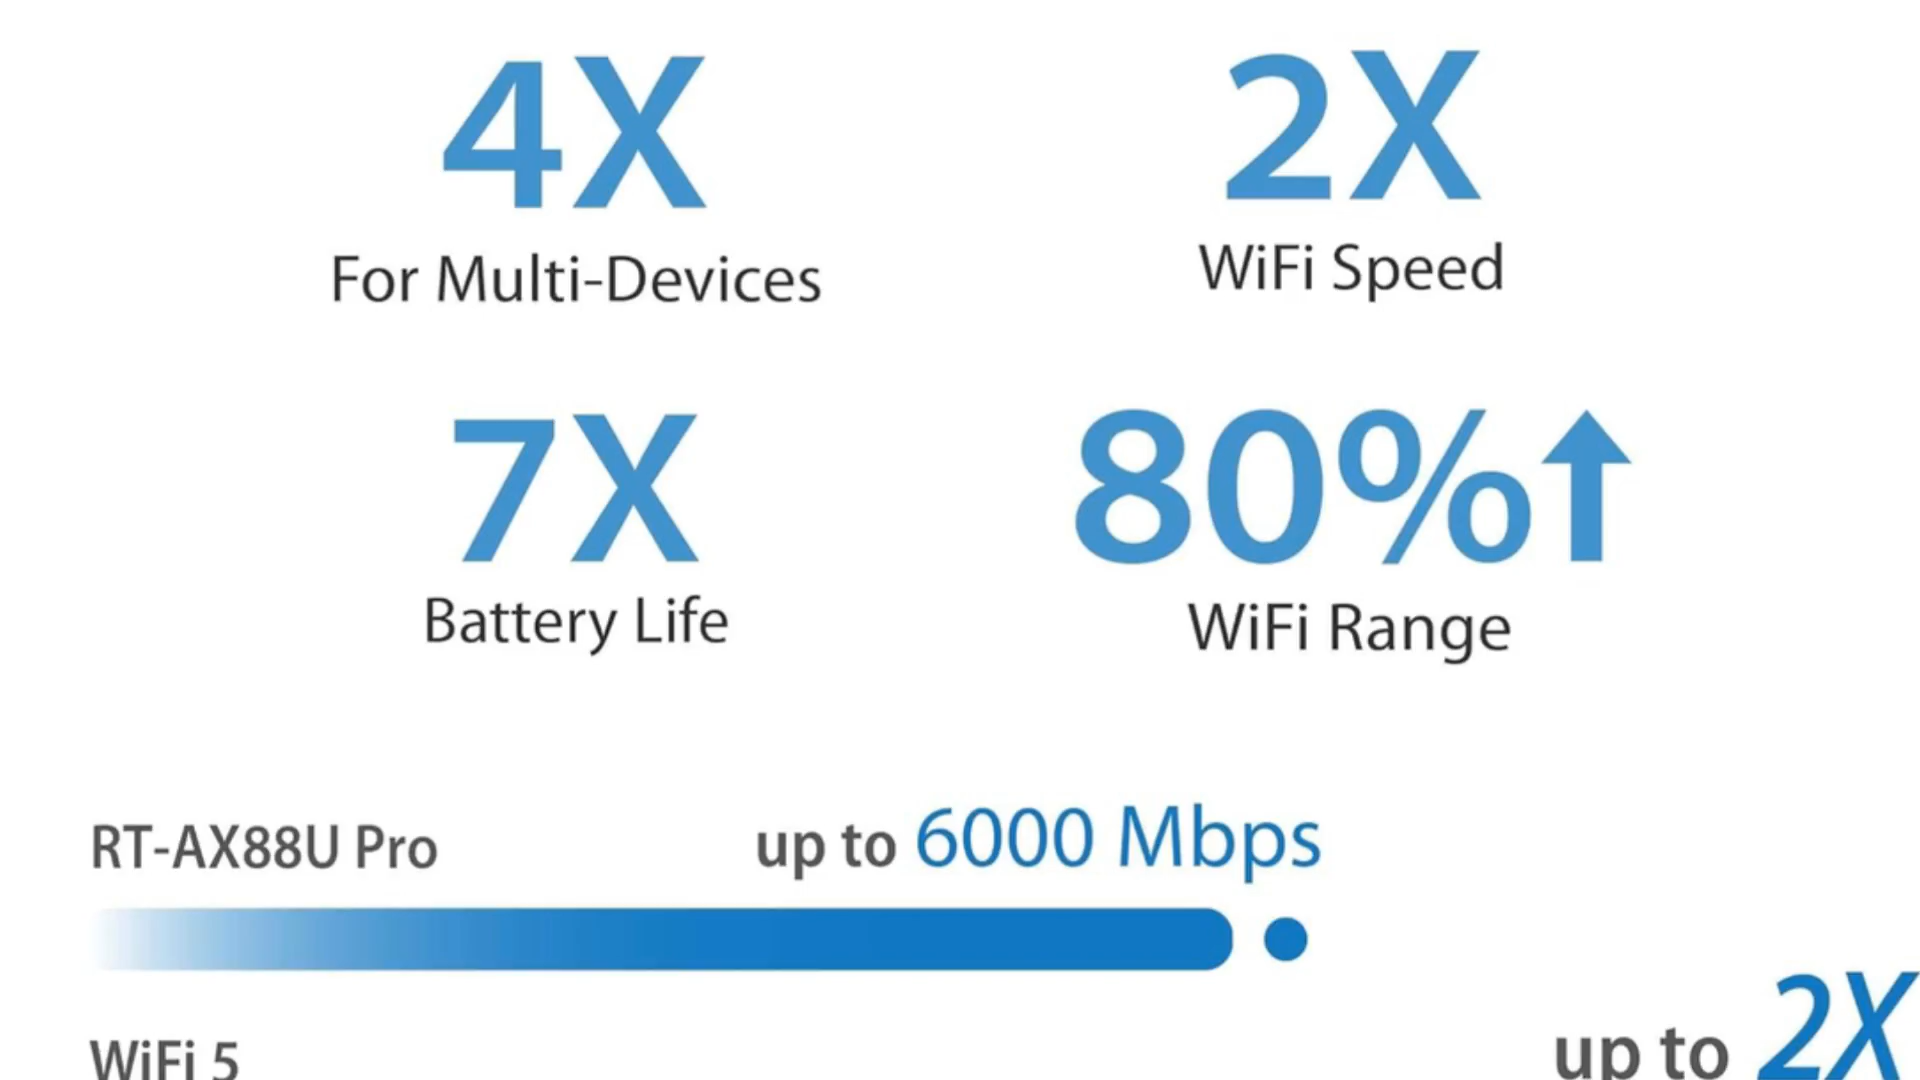 4X
For Multi-Devices
2X
WiFi Speed
7X
Battery Life
80%↑
WiFi Range
RT-AX88U Pro
up to 6000 Mbps
up to 2X
WiFi 5